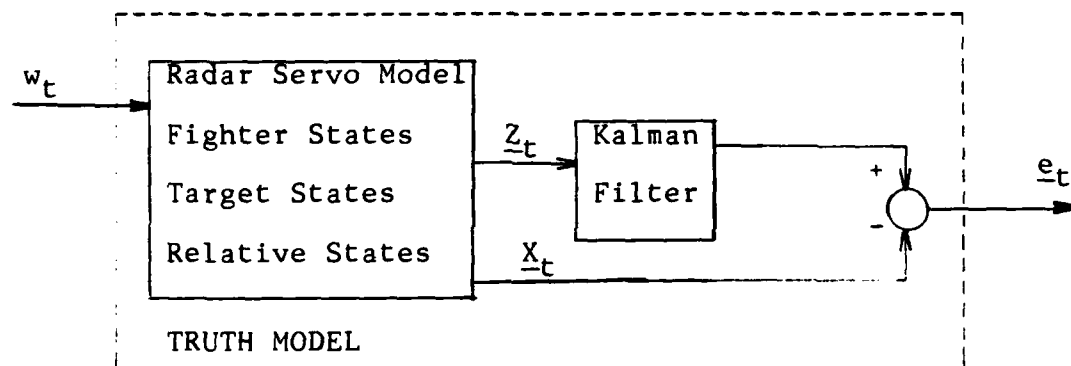 w_t
Radar Servo Model
Fighter States
Target States
Relative States
Z_t
Kalman
Filter
X_t
+
-
e_t
TRUTH MODEL